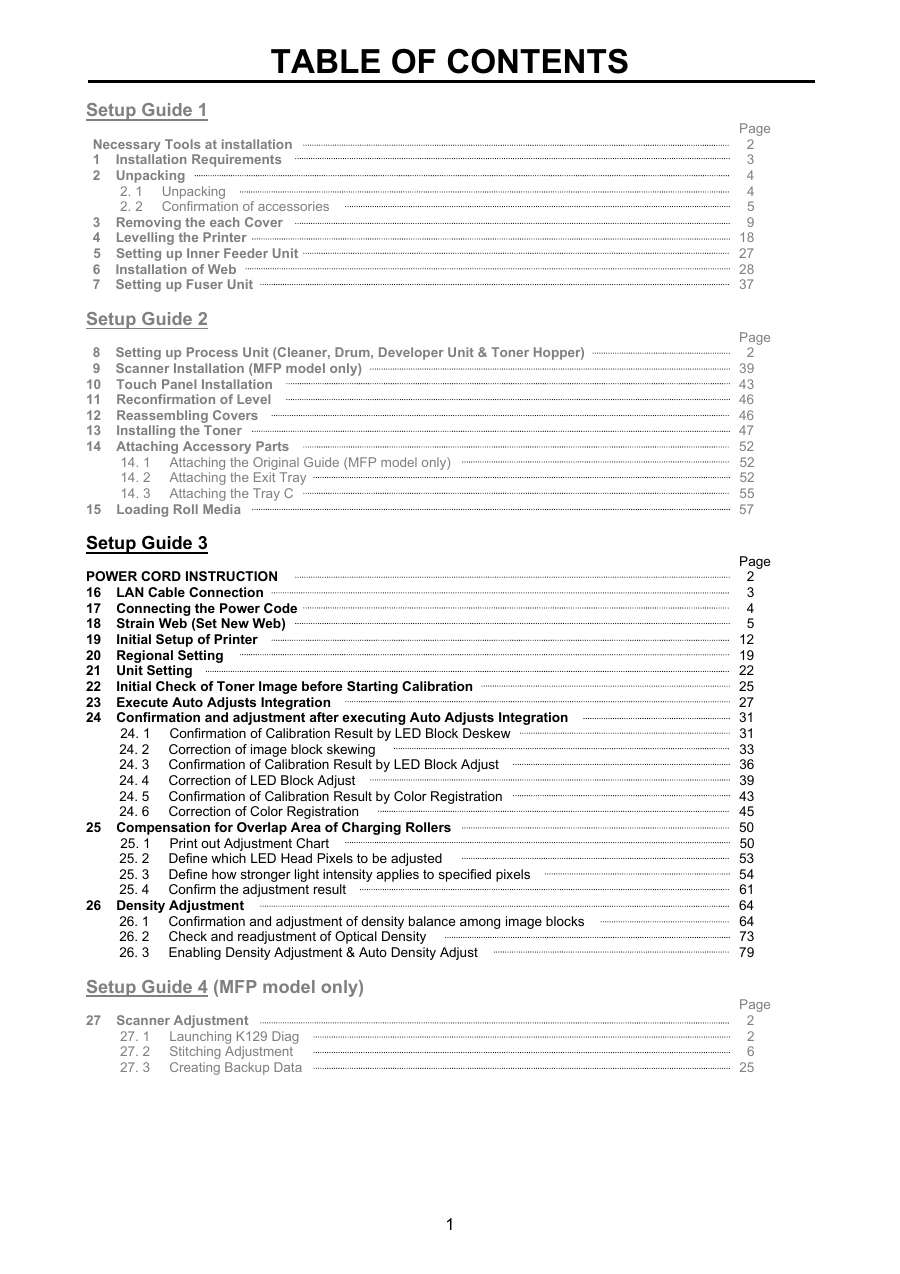 TABLE OF CONTENTS
Setup Guide 1
Page
Necessary Tools at installation 2
1 Installation Requirements 3
2 Unpacking 4
2. 1 Unpacking 4
2. 2 Confirmation of accessories 5
3 Removing the each Cover 9
4 Levelling the Printer 18
5 Setting up Inner Feeder Unit 27
6 Installation of Web 28
7 Setting up Fuser Unit 37
Setup Guide 2
Page
8 Setting up Process Unit (Cleaner, Drum, Developer Unit & Toner Hopper) 2
9 Scanner Installation (MFP model only) 39
10 Touch Panel Installation 43
11 Reconfirmation of Level 46
12 Reassembling Covers 46
13 Installing the Toner 47
14 Attaching Accessory Parts 52
14. 1 Attaching the Original Guide (MFP model only) 52
14. 2 Attaching the Exit Tray 52
14. 3 Attaching the Tray C 55
15 Loading Roll Media 57
Setup Guide 3
Page
POWER CORD INSTRUCTION 2
16 LAN Cable Connection 3
17 Connecting the Power Code 4
18 Strain Web (Set New Web) 5
19 Initial Setup of Printer 12
20 Regional Setting 19
21 Unit Setting 22
22 Initial Check of Toner Image before Starting Calibration 25
23 Execute Auto Adjusts Integration 27
24 Confirmation and adjustment after executing Auto Adjusts Integration 31
24. 1 Confirmation of Calibration Result by LED Block Deskew 31
24. 2 Correction of image block skewing 33
24. 3 Confirmation of Calibration Result by LED Block Adjust 36
24. 4 Correction of LED Block Adjust 39
24. 5 Confirmation of Calibration Result by Color Registration 43
24. 6 Correction of Color Registration 45
25 Compensation for Overlap Area of Charging Rollers 50
25. 1 Print out Adjustment Chart 50
25. 2 Define which LED Head Pixels to be adjusted 53
25. 3 Define how stronger light intensity applies to specified pixels 54
25. 4 Confirm the adjustment result 61
26 Density Adjustment 64
26. 1 Confirmation and adjustment of density balance among image blocks 64
26. 2 Check and readjustment of Optical Density 73
26. 3 Enabling Density Adjustment & Auto Density Adjust 79
Setup Guide 4 (MFP model only)
Page
27 Scanner Adjustment 2
27. 1 Launching K129 Diag 2
27. 2 Stitching Adjustment 6
27. 3 Creating Backup Data 25
1